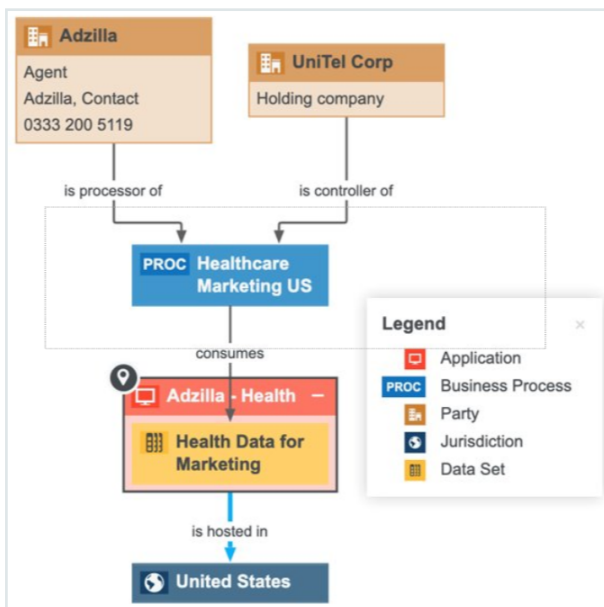 Adzilla
Agent
Adzilla, Contact
0333 200 5119
UniTel Corp
Holding company
is processor of
is controller of
PROC Healthcare
Marketing US
consumes
Adzilla - Health
Health Data for
Marketing
is hosted in
United States
Legend ×
Application
PROC Business Process
Party
Jurisdiction
Data Set